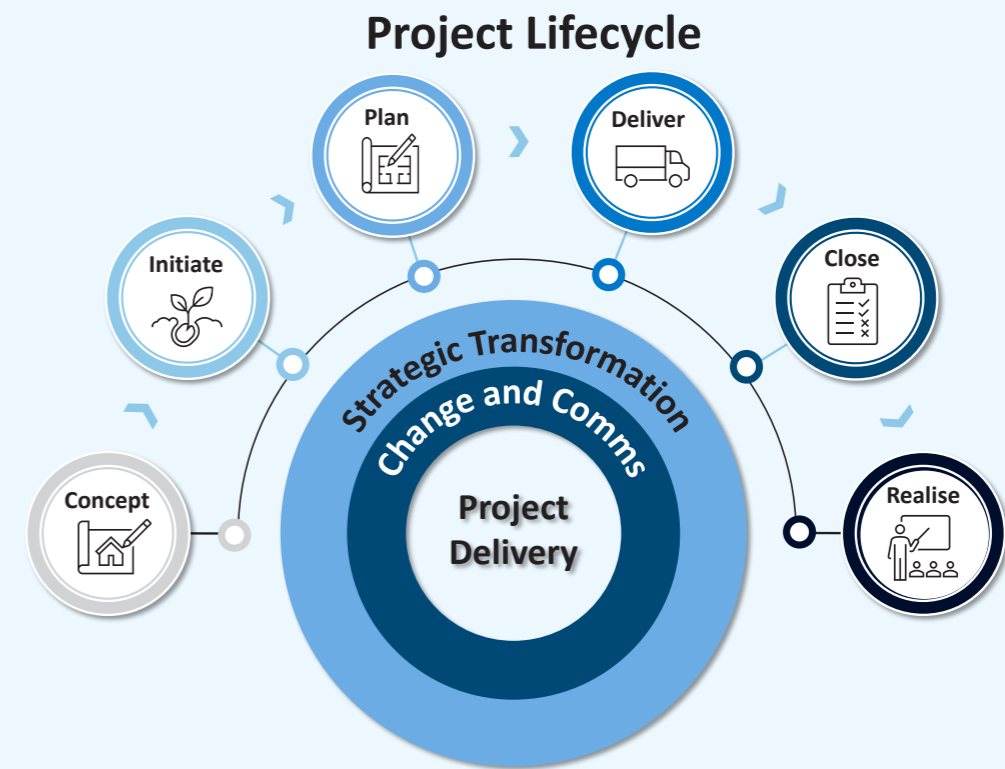 Project Lifecycle
Concept
Initiate
Plan
Deliver
Close
Realise
Strategic Transformation
Change and Comms
Project
Delivery